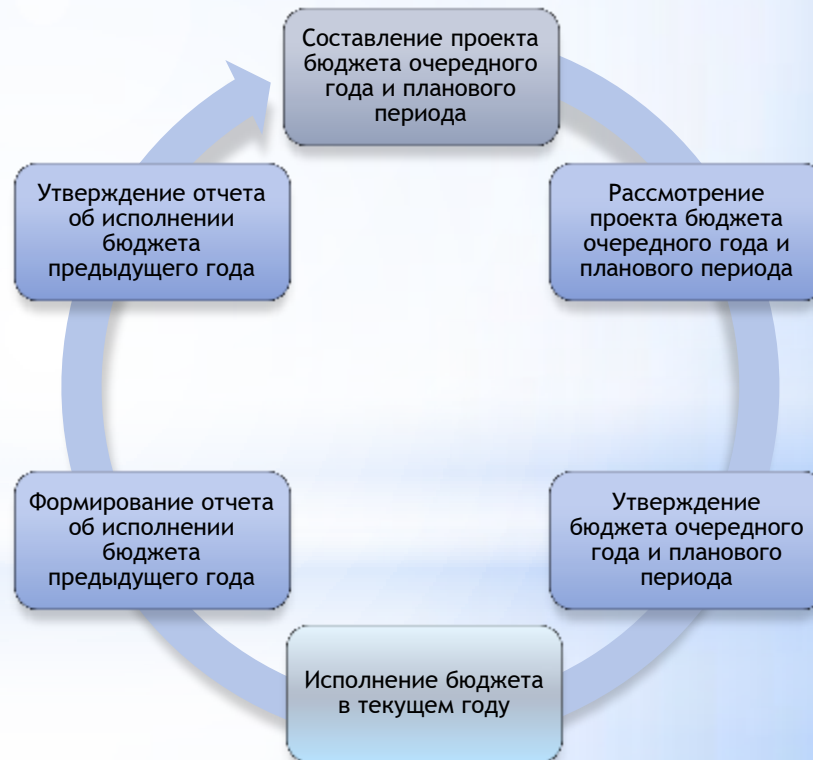 Составление проекта
бюджета очередного
года и планового
периода
Рассмотрение
проекта бюджета
очередного года и
планового периода
Утверждение
бюджета очередного
года и планового
периода
Исполнение бюджета
в текущем году
Формирование отчета
об исполнении
бюджета
предыдущего года
Утверждение отчета
об исполнении
бюджета
предыдущего года